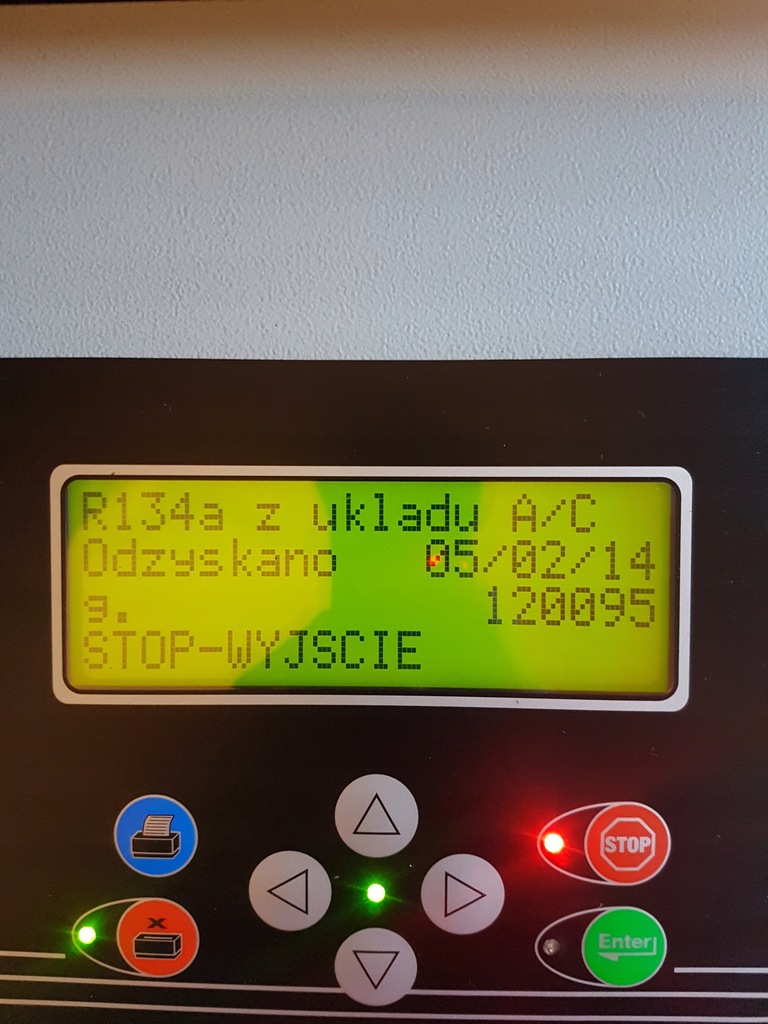 R134a z ukladu A/C
Odzyskano 05/02/14
g. 120095
STOP-WYJSCIE
STOP
X
Enter